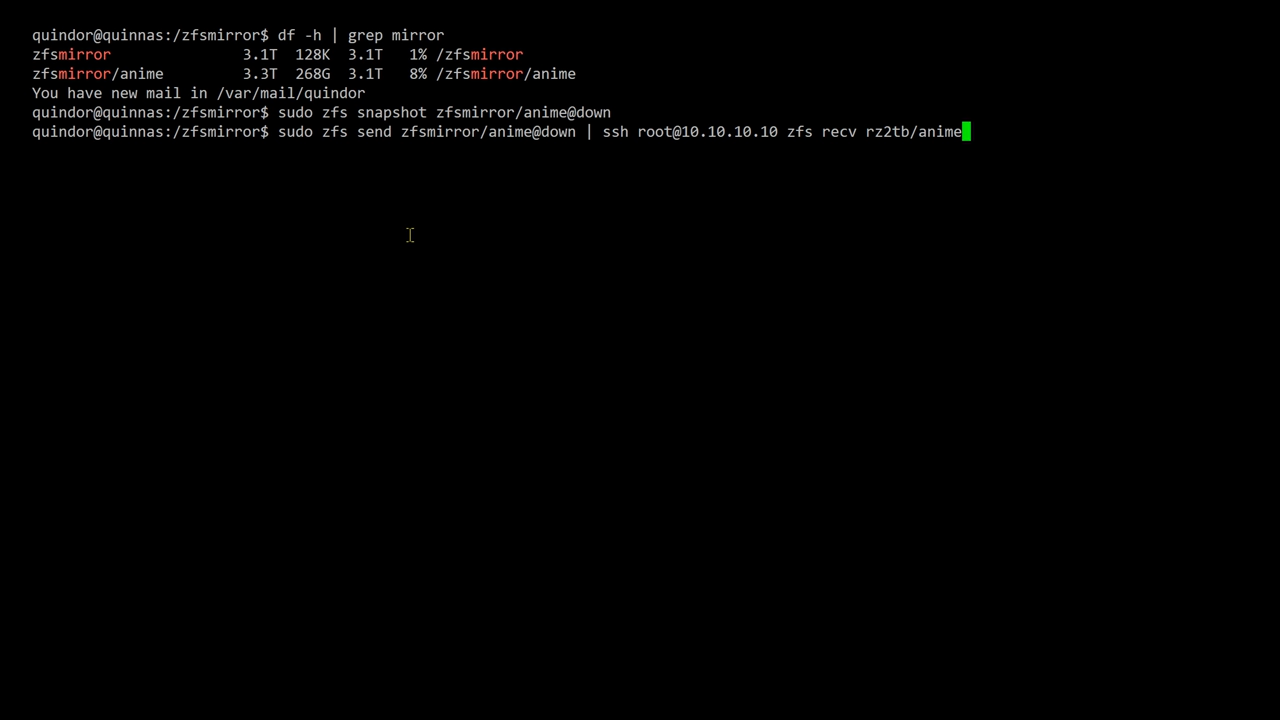 quindor@quinnas:/zfsmirror$ df -h | grep mirror
zfsmirror               3.1T  128K  3.1T   1% /zfsmirror
zfsmirror/anime         3.3T  268G  3.1T   8% /zfsmirror/anime
You have new mail in /var/mail/quindor
quindor@quinnas:/zfsmirror$ sudo zfs snapshot zfsmirror/anime@down
quindor@quinnas:/zfsmirror$ sudo zfs send zfsmirror/anime@down | ssh root@10.10.10.10 zfs recv rz2tb/anime